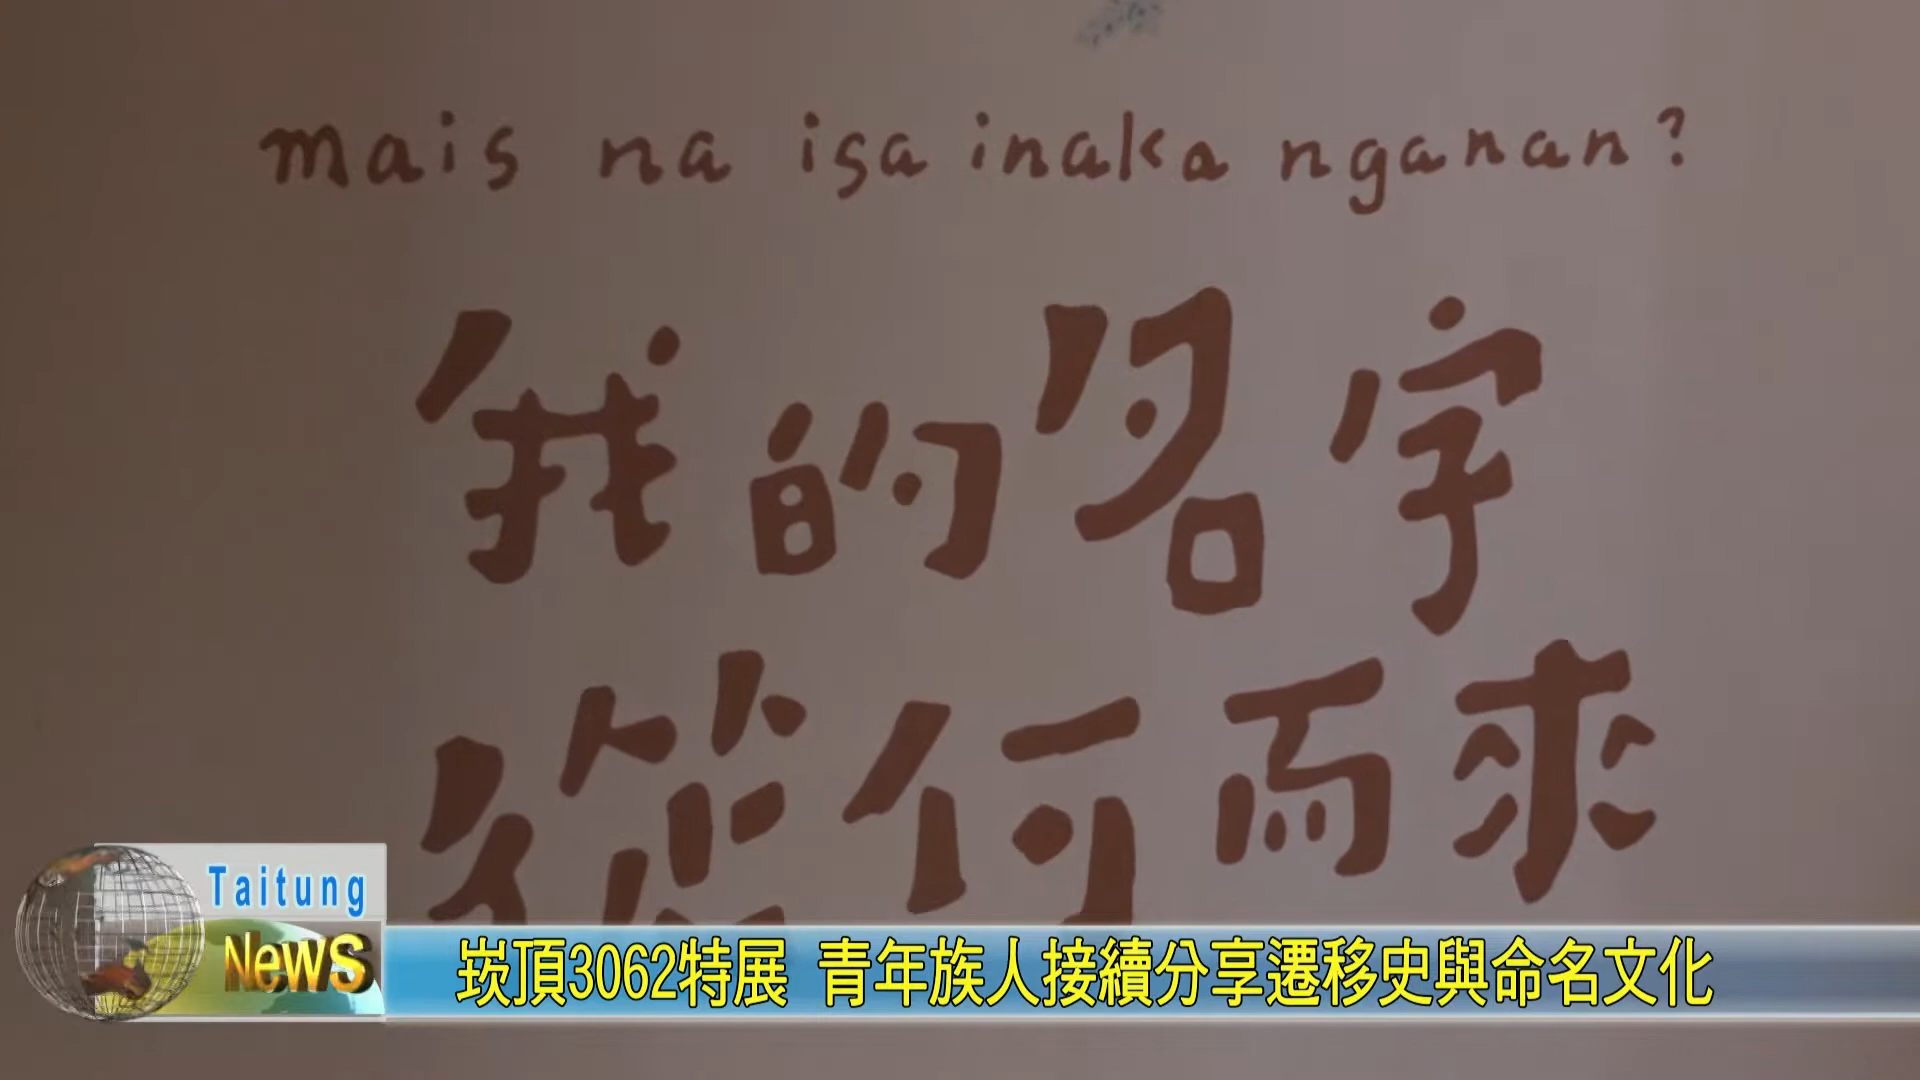 mais na isa inaka nganan?
我的名字
從何而來
Taitung
News
崁頂3062特展 青年族人接續分享遷移史與命名文化